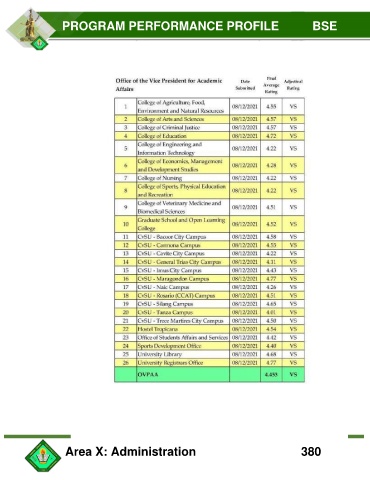 PROGRAM PERFORMANCE PROFILE BSE
Office of the Vice President for Academic Affairs Date Submitted Final Average Rating Adjectival Rating
1 College of Agriculture, Food, Environment and Natural Resources 08/12/2021 4.55 VS
2 College of Arts and Sciences 08/12/2021 4.57 VS
3 College of Criminal Justice 08/12/2021 4.57 VS
4 College of Education 08/12/2021 4.72 VS
5 College of Engineering and Information Technology 08/12/2021 4.22 VS
6 College of Economics, Management and Development Studies 08/12/2021 4.28 VS
7 College of Nursing 08/12/2021 4.22 VS
8 College of Sports, Physical Education and Recreation 08/12/2021 4.22 VS
9 College of Veterinary Medicine and Biomedical Sciences 08/12/2021 4.51 VS
10 Graduate School and Open Learning College 08/12/2021 4.52 VS
11 CvSU - Bacoor City Campus 08/12/2021 4.58 VS
12 CvSU - Carmona Campus 08/12/2021 4.53 VS
13 CvSU - Cavite City Campus 08/12/2021 4.22 VS
14 CvSU - General Trias City Campus 08/12/2021 4.31 VS
15 CvSU - Imus City Campus 08/12/2021 4.43 VS
16 CvSU - Maragondon Campus 08/12/2021 4.77 VS
17 CvSU - Naic Campus 08/12/2021 4.26 VS
18 CvSU - Rosario (CCAT) Campus 08/12/2021 4.51 VS
19 CvSU - Silang Campus 08/12/2021 4.65 VS
20 CvSU - Tanza Campus 08/12/2021 4.01 VS
21 CvSU - Trece Martires City Campus 08/12/2021 4.50 VS
22 Hostel Tropicana 08/12/2021 4.54 VS
23 Office of Students Affairs and Services 08/12/2021 4.42 VS
24 Sports Development Office 08/12/2021 4.40 VS
25 University Library 08/12/2021 4.68 VS
26 University Registrars Office 08/12/2021 4.77 VS
OVPAA 4.453 VS
Area X: Administration 380